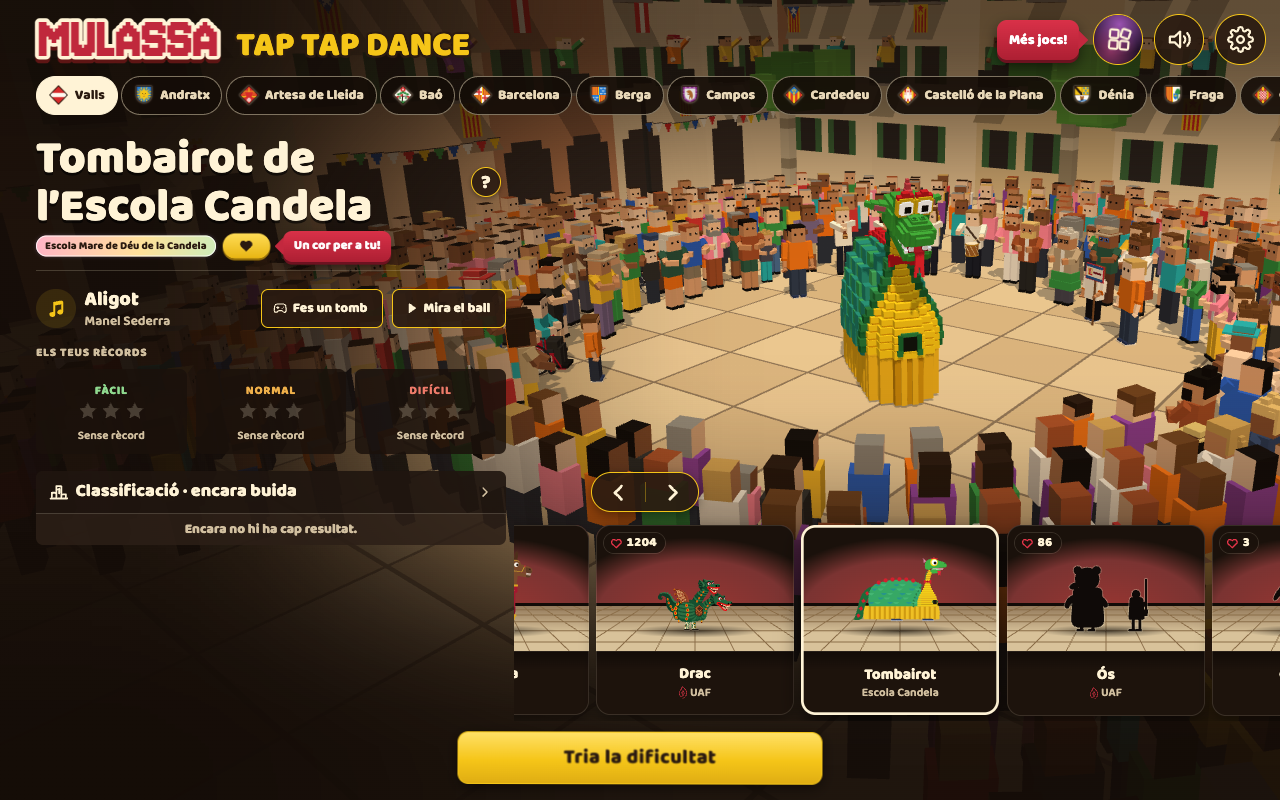 MULASSA TAP TAP DANCE
Més jocs!
Valls
Andratx
Artesa de Lleida
Baó
Barcelona
Berga
Campos
Cardedeu
Castelló de la Plana
Dénia
Fraga
Tombairot de
l'Escola Candela
?
Escola Mare de Déu de la Candela
Un cor per a tu!
Aligot
Manel Sederra
Fes un tomb
Mira el ball
ELS TEUS RÈCORDS
FÀCIL
Sense rècord
NORMAL
Sense rècord
DIFÍCIL
Sense rècord
Classificació · encara buida
Encara no hi ha cap resultat.
1204
Drac
UAF
Tombairot
Escola Candela
86
Ós
UAF
3
Tria la dificultat